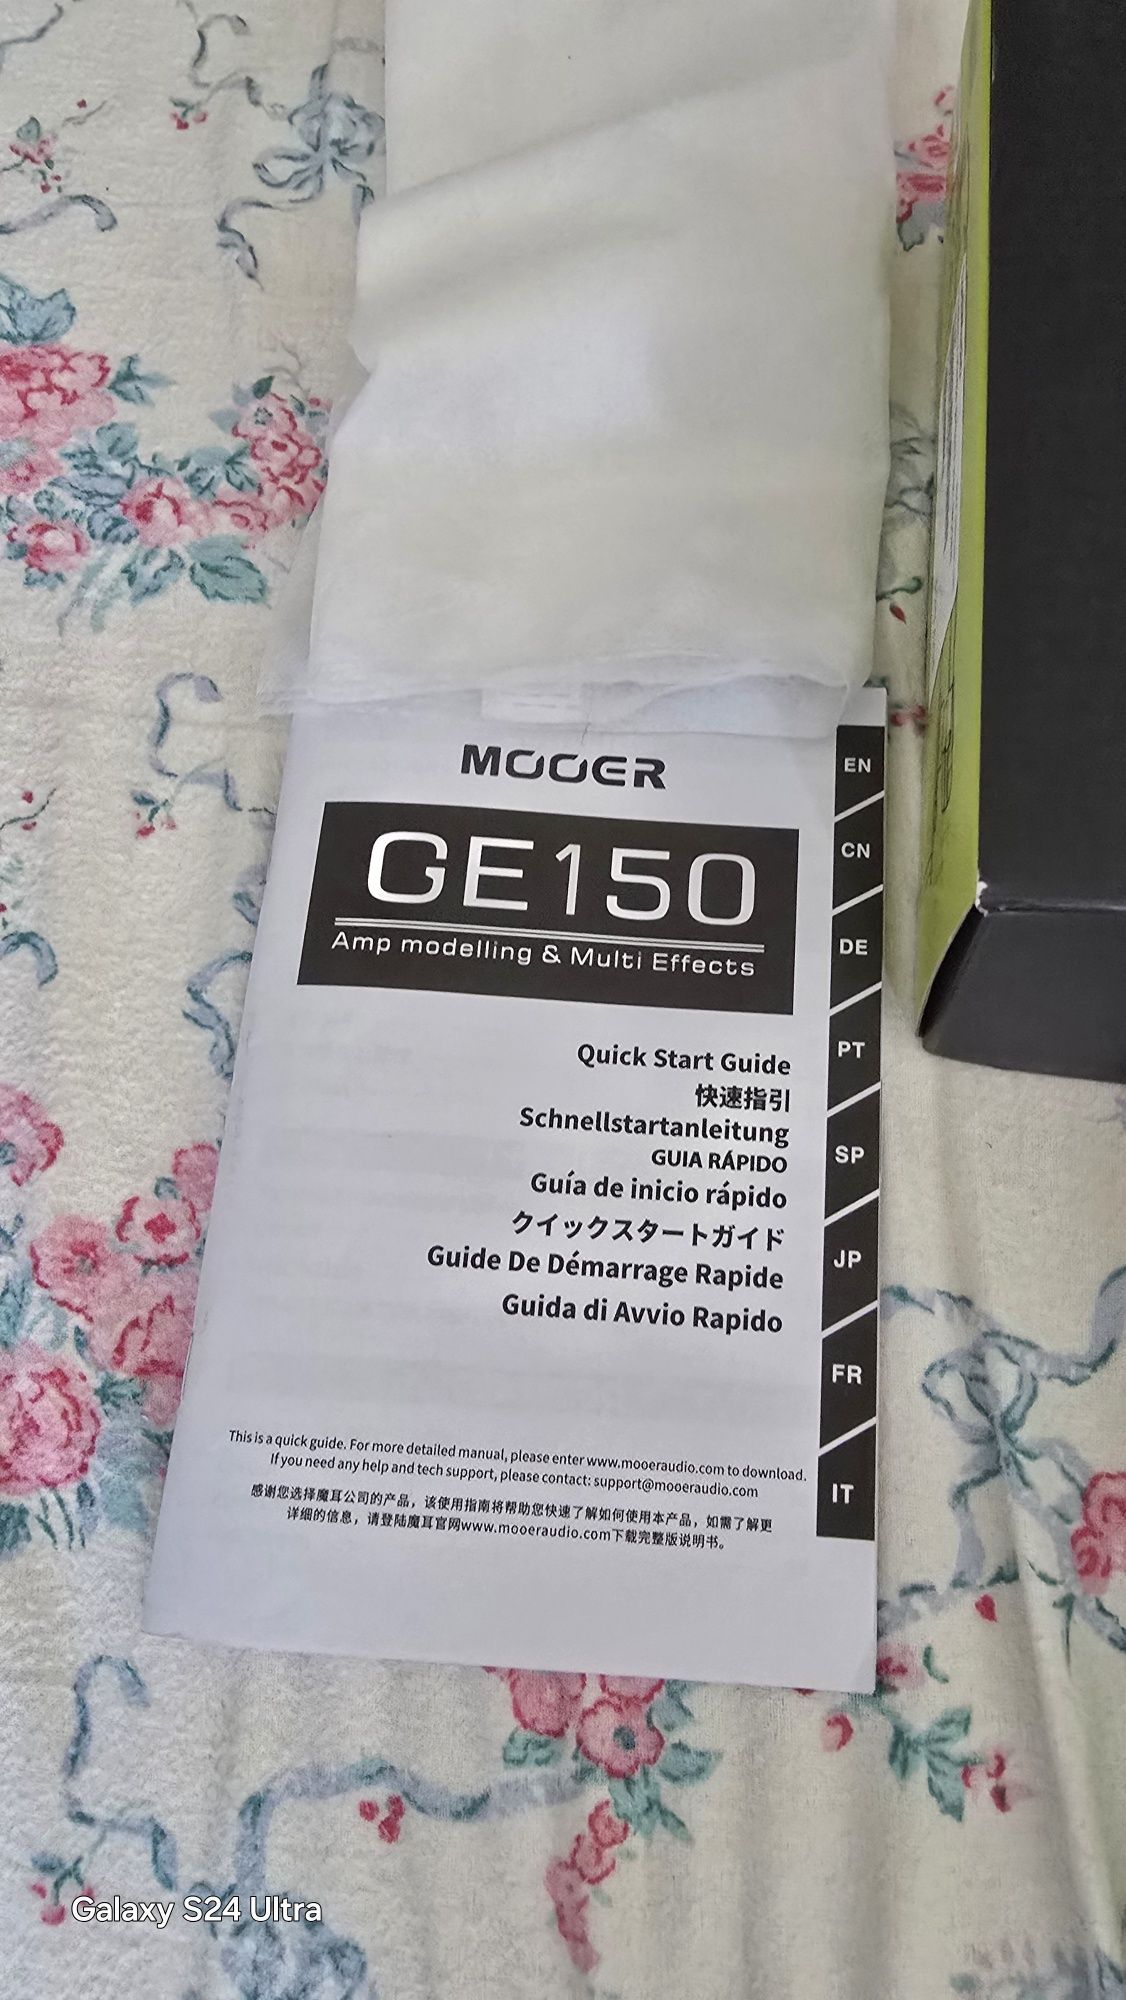 MOOER
GE150
Amp modelling & Multi Effects
EN
CN
DE
PT
SP
JP
FR
IT
Quick Start Guide
快速指引
Schnellstartanleitung
GUIA RÁPIDO
Guía de inicio rápido
クイックスタートガイド
Guide De Démarrage Rapide
Guida di Avvio Rapido
This is a quick guide. For more detailed manual, please enter www.mooeraudio.com to download.
If you need any help and tech support, please contact: support@mooeraudio.com
感谢您选择魔耳公司的产品，该使用指南将帮助您快速了解如何使用本产品，如需了解更
详细的信息，请登陆魔耳官网www.mooeraudio.com下载完整版说明书。
Galaxy S24 Ultra